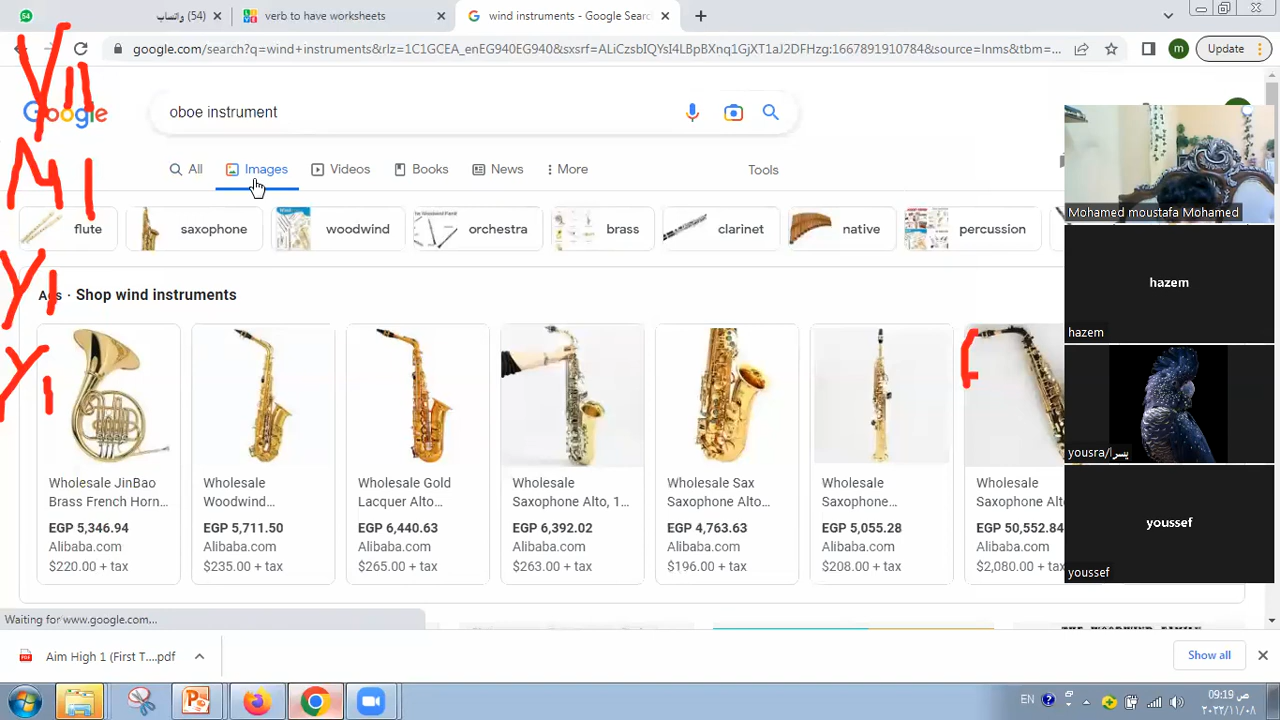 واتساب (54)
verb to have worksheets
wind instruments - Google Searc
google.com/search?q=wind+instruments&rlz=1C1GCEA_enEG940EG940&sxsrf=ALiCzsbIQYsI4LBpBXnq1GjXT1aJ2DFHzg:1667891910784&source=lnms&tbm=...
m
Update
Google
oboe instrument
All
Images
Videos
Books
News
More
Tools
flute
saxophone
woodwind
orchestra
brass
clarinet
native
percussion
Ads · Shop wind instruments
Wholesale JinBao
Brass French Horn...
EGP 5,346.94
Alibaba.com
$220.00 + tax
Wholesale
Woodwind...
EGP 5,711.50
Alibaba.com
$235.00 + tax
Wholesale Gold
Lacquer Alto...
EGP 6,440.63
Alibaba.com
$265.00 + tax
Wholesale
Saxophone Alto, 1...
EGP 6,392.02
Alibaba.com
$263.00 + tax
Wholesale Sax
Saxophone Alto...
EGP 4,763.63
Alibaba.com
$196.00 + tax
Wholesale
Saxophone...
EGP 5,055.28
Alibaba.com
$208.00 + tax
Wholesale
Saxophone Alt
EGP 50,552.84
Alibaba.com
$2,080.00 + tax
Mohamed moustafa Mohamed
hazem
hazem
yousra/يسرا
youssef
youssef
Waiting for www.google.com...
Aim High 1 (First T....pdf
Show all
EN
09:19 ص
٢٠٢٢/١١/٠٨